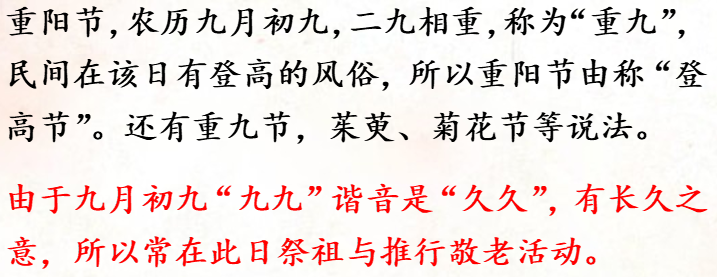 重阳节,农历九月初九,二九相重,称为“重九”,
民间在该日有登高的风俗，所以重阳节由称“登
高节”。还有重九节，茱萸、菊花节等说法。
由于九月初九“九九”谐音是“久久”,有长久之
意，所以常在此日祭祖与推行敬老活动。